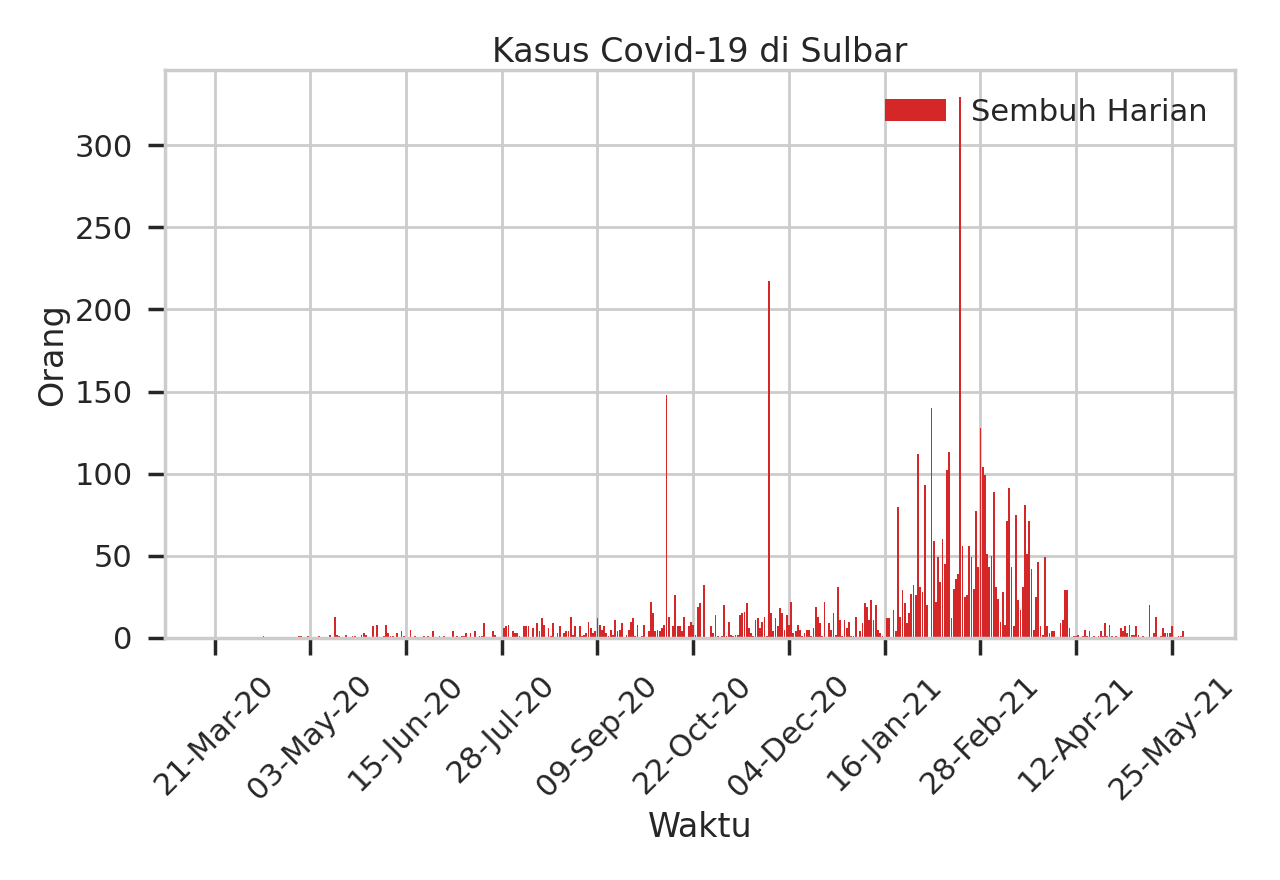 Kasus Covid-19 di Sulbar
Sembuh Harian
Orang
300
250
200
150
100
50
0
21-Mar-20
03-May-20
15-Jun-20
28-Jul-20
09-Sep-20
22-Oct-20
04-Dec-20
16-Jan-21
28-Feb-21
12-Apr-21
25-May-21
Waktu